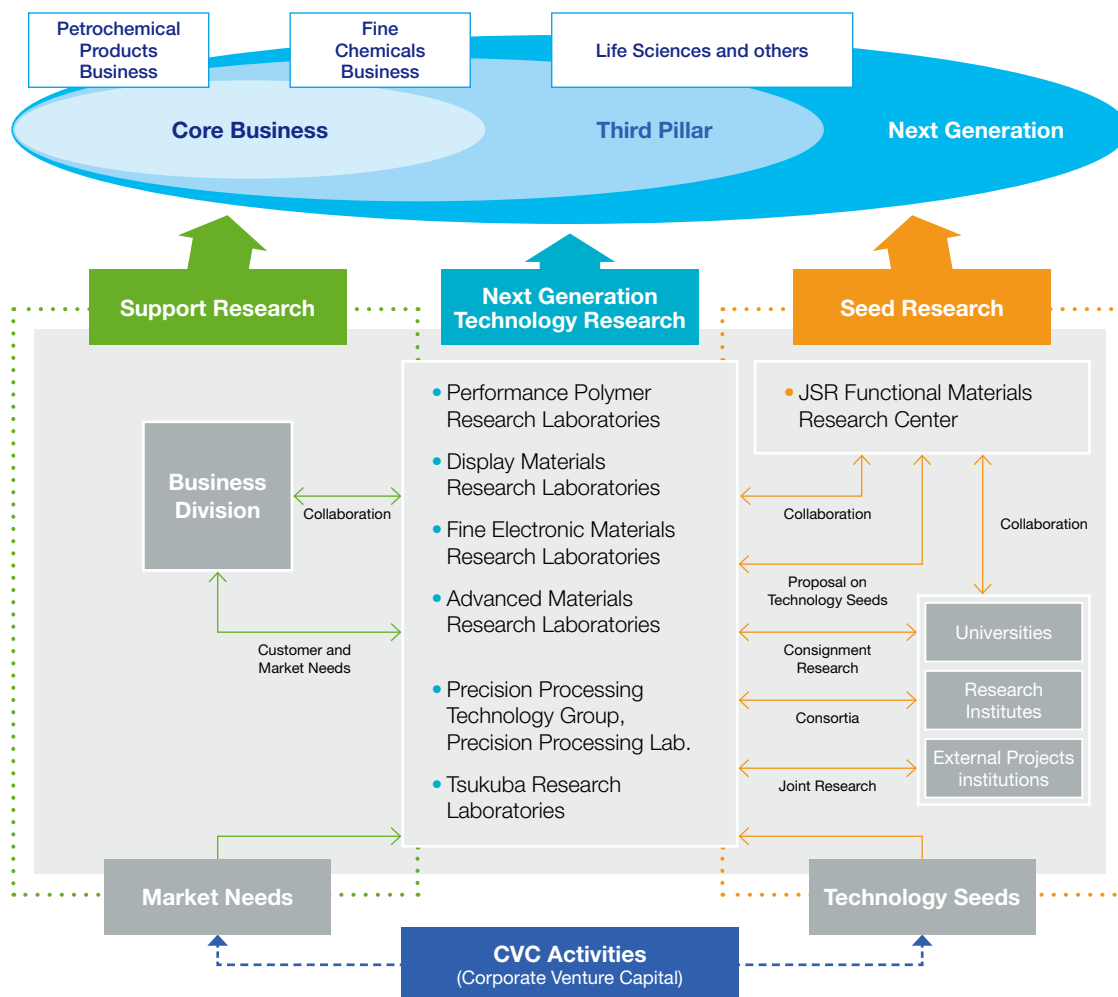 Petrochemical
Products
Business
Fine
Chemicals
Business
Life Sciences and others
Core Business
Third Pillar
Next Generation
Support Research
Next Generation
Technology Research
Seed Research
• Performance Polymer
Research Laboratories
• Display Materials
Research Laboratories
• Fine Electronic Materials
Research Laboratories
• Advanced Materials
Research Laboratories
• Precision Processing
Technology Group,
Precision Processing Lab.
• Tsukuba Research
Laboratories
• JSR Functional Materials
Research Center
Business
Division
Collaboration
Customer and
Market Needs
Collaboration
Collaboration
Proposal on
Technology Seeds
Consignment
Research
Consortia
Joint Research
Universities
Research
Institutes
External Projects
institutions
Market Needs
Technology Seeds
CVC Activities
(Corporate Venture Capital)